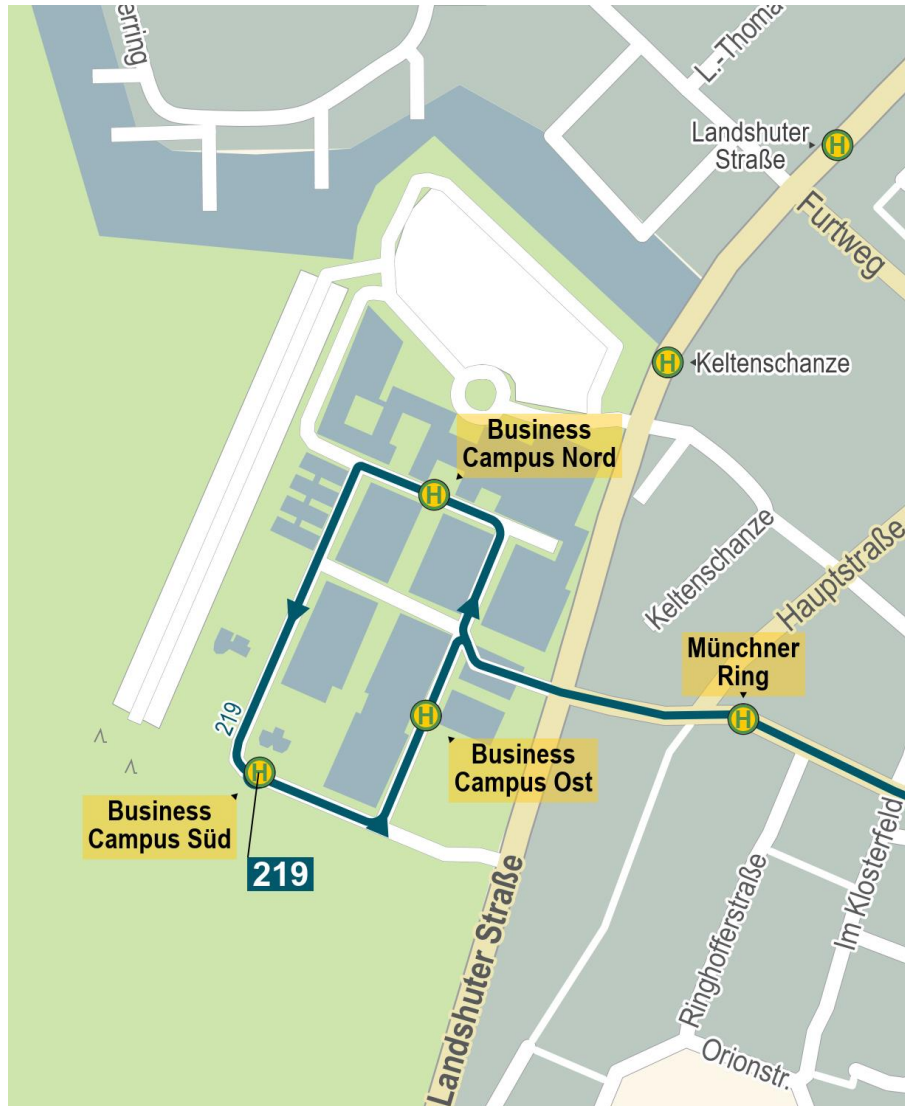 erring
L.-Thoma
Landshuter
Straße
H
Furtweg
H
Keltenschanze
Business
Campus Nord
H
Keltenschanze
Hauptstraße
Münchner
Ring
H
H
219
Business
Campus Ost
H
Business
Campus Süd
219
Landshuter Straße
Ringhofferstraße
Im Klosterfeld
Orionstr.